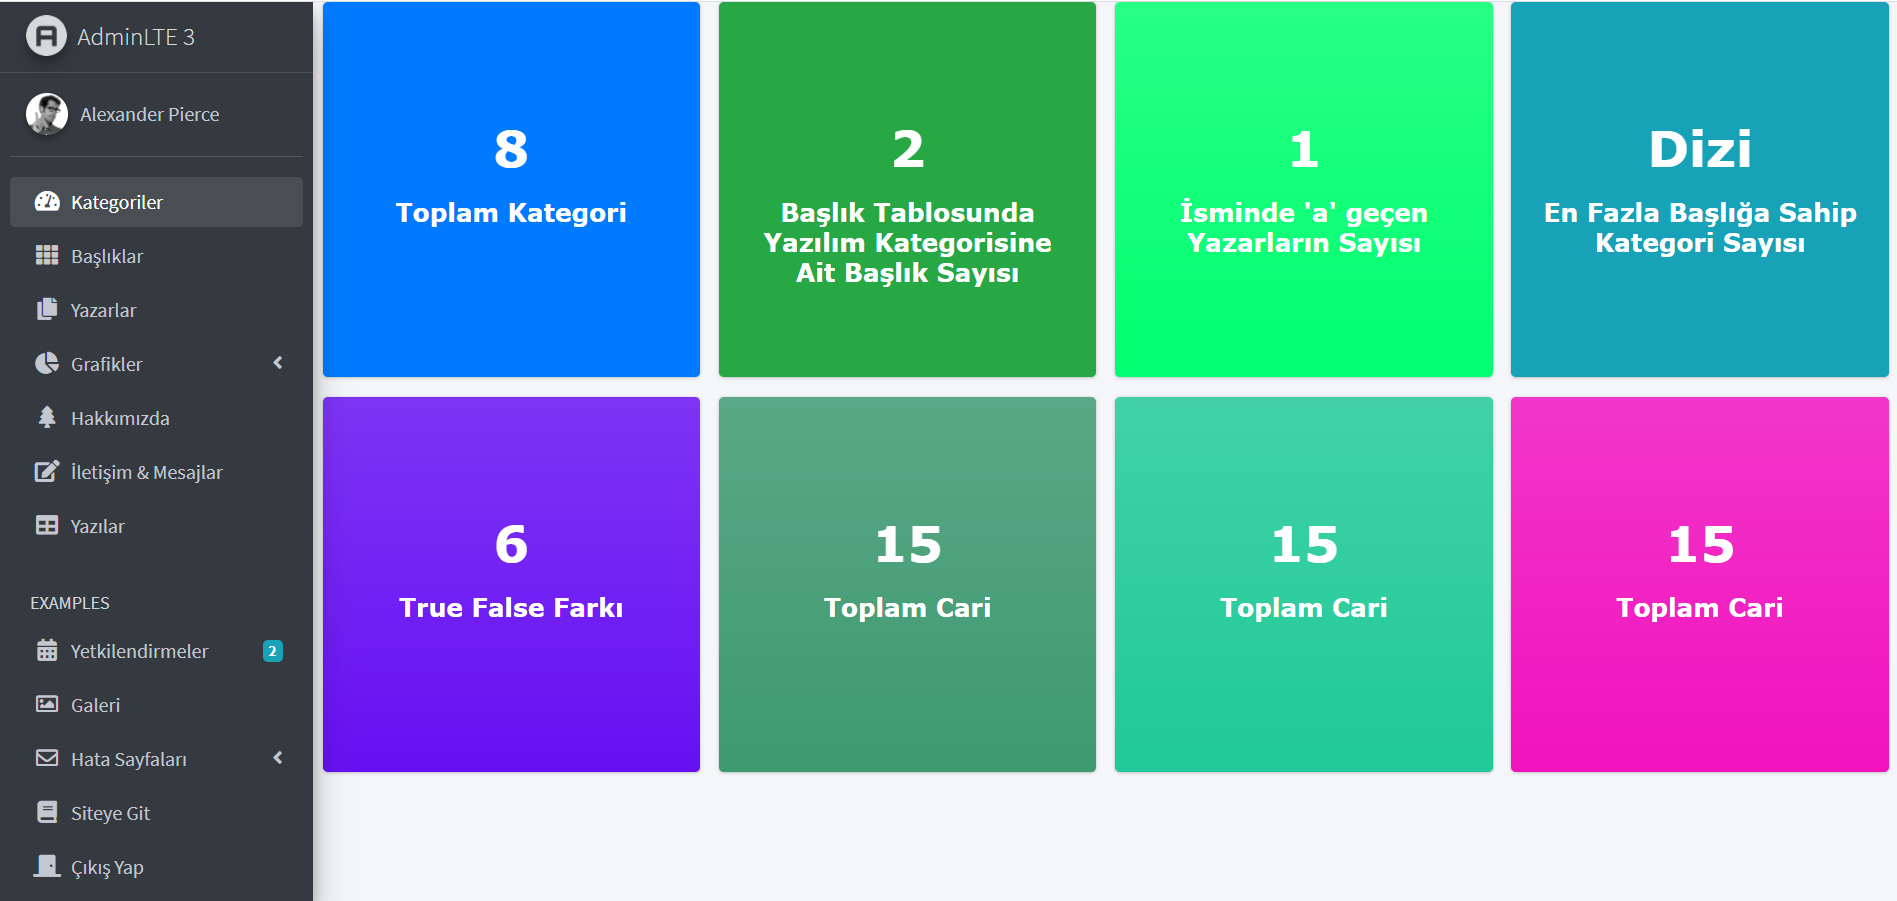 AdminLTE 3
Alexander Pierce
Kategoriler
Başlıklar
Yazarlar
Grafikler
Hakkımızda
İletişim & Mesajlar
Yazılar
EXAMPLES
Yetkilendirmeler 2
Galeri
Hata Sayfaları
Siteye Git
Çıkış Yap
8
Toplam Kategori
2
Başlık Tablosunda
Yazılım Kategorisine
Ait Başlık Sayısı
1
İsminde 'a' geçen
Yazarların Sayısı
Dizi
En Fazla Başlığa Sahip
Kategori Sayısı
6
True False Farkı
15
Toplam Cari
15
Toplam Cari
15
Toplam Cari